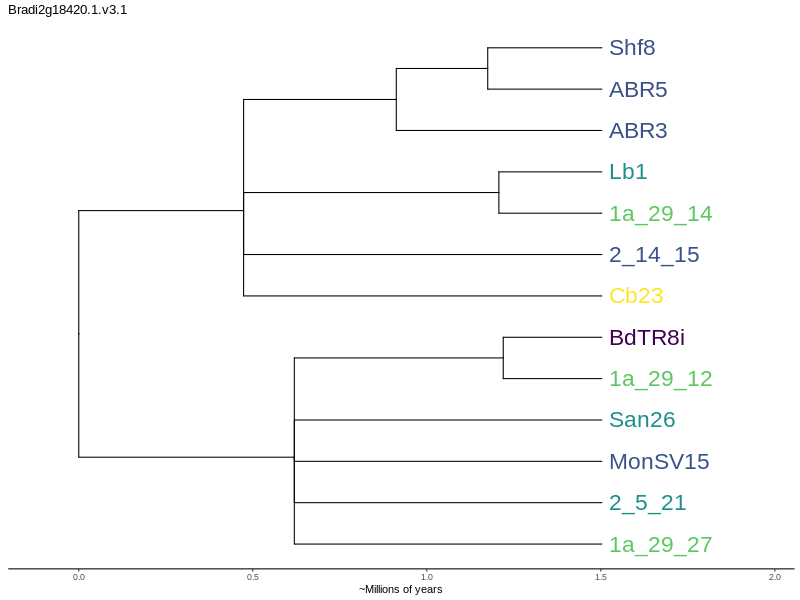 Bradi2g18420.1.v3.1
Shf8
ABR5
ABR3
Lb1
1a_29_14
2_14_15
Cb23
BdTR8i
1a_29_12
San26
MonSV15
2_5_21
1a_29_27
0.0 0.5 1.0 1.5 2.0
~Millions of years